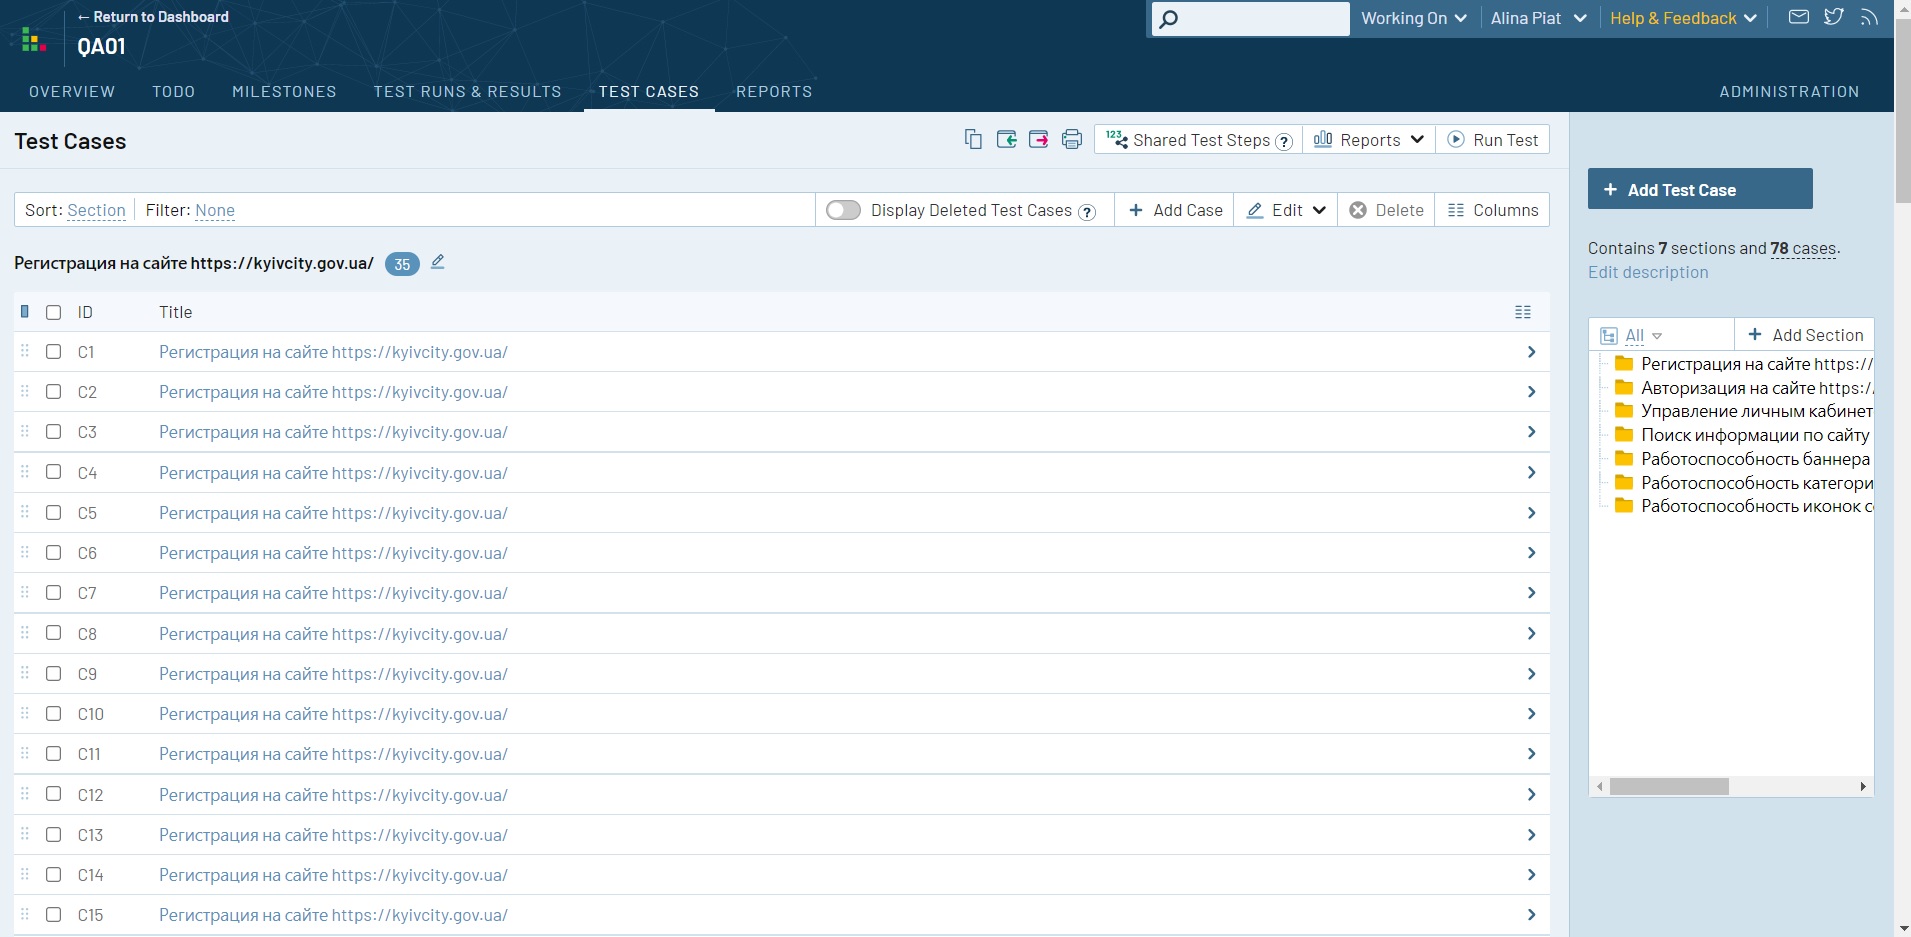 ← Return to Dashboard
QA01
Working On
Alina Piat
Help & Feedback
OVERVIEW
TODO
MILESTONES
TEST RUNS & RESULTS
TEST CASES
REPORTS
ADMINISTRATION
Test Cases
123 Shared Test Steps ?
Reports
Run Test
Sort: Section
Filter: None
Display Deleted Test Cases ?
+ Add Case
Edit
Delete
Columns
Регистрация на сайте https://kyivcity.gov.ua/ 35
ID Title
C1 Регистрация на сайте https://kyivcity.gov.ua/
C2 Регистрация на сайте https://kyivcity.gov.ua/
C3 Регистрация на сайте https://kyivcity.gov.ua/
C4 Регистрация на сайте https://kyivcity.gov.ua/
C5 Регистрация на сайте https://kyivcity.gov.ua/
C6 Регистрация на сайте https://kyivcity.gov.ua/
C7 Регистрация на сайте https://kyivcity.gov.ua/
C8 Регистрация на сайте https://kyivcity.gov.ua/
C9 Регистрация на сайте https://kyivcity.gov.ua/
C10 Регистрация на сайте https://kyivcity.gov.ua/
C11 Регистрация на сайте https://kyivcity.gov.ua/
C12 Регистрация на сайте https://kyivcity.gov.ua/
C13 Регистрация на сайте https://kyivcity.gov.ua/
C14 Регистрация на сайте https://kyivcity.gov.ua/
C15 Регистрация на сайте https://kyivcity.gov.ua/
+ Add Test Case
Contains 7 sections and 78 cases.
Edit description
All
+ Add Section
Регистрация на сайте https://
Авторизация на сайте https:/
Управление личным кабинет
Поиск информации по сайту
Работоспособность баннера
Работоспособность категори
Работоспособность иконок с